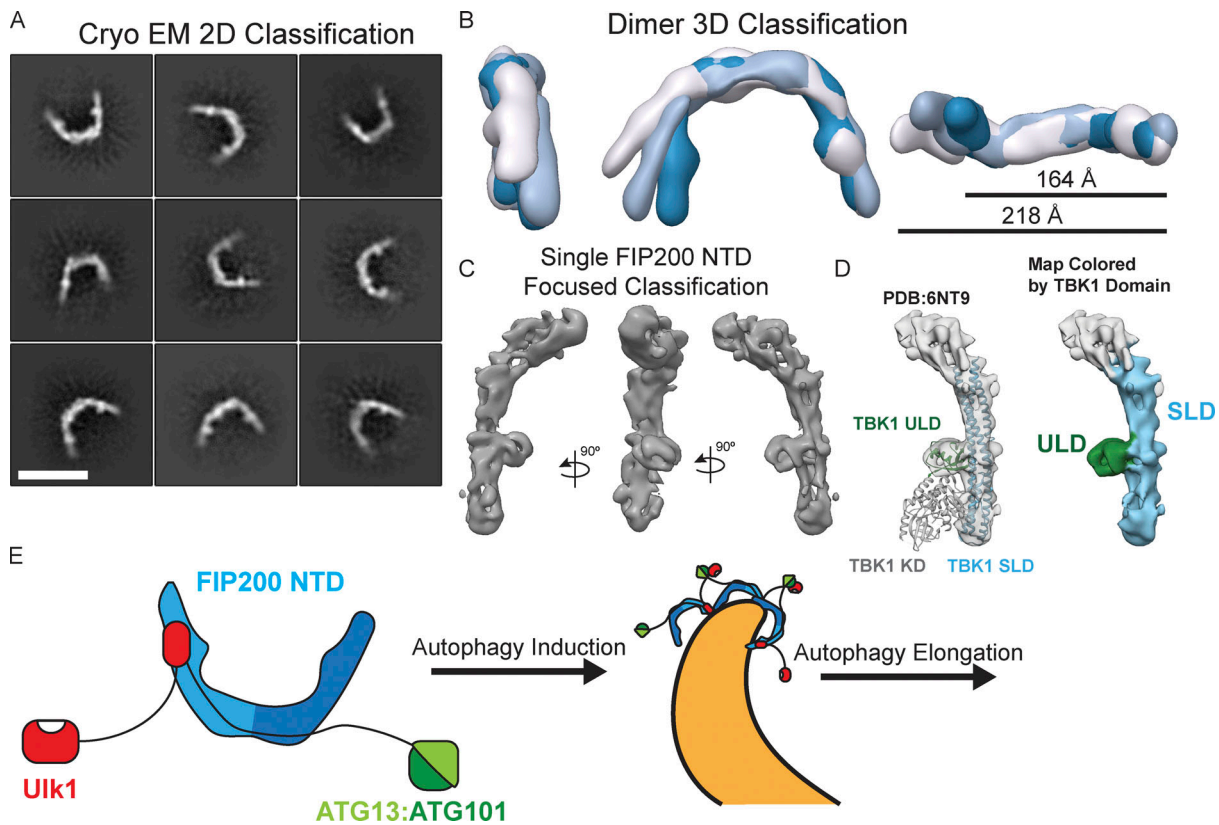 A
Cryo EM 2D Classification
B
Dimer 3D Classification
164 Å
218 Å
C
Single FIP200 NTD
Focused Classification
90º
90º
D
PDB:6NT9
Map Colored
by TBK1 Domain
TBK1 ULD
TBK1 KD
TBK1 SLD
ULD
SLD
E
FIP200 NTD
Ulk1
ATG13:ATG101
Autophagy Induction
Autophagy Elongation